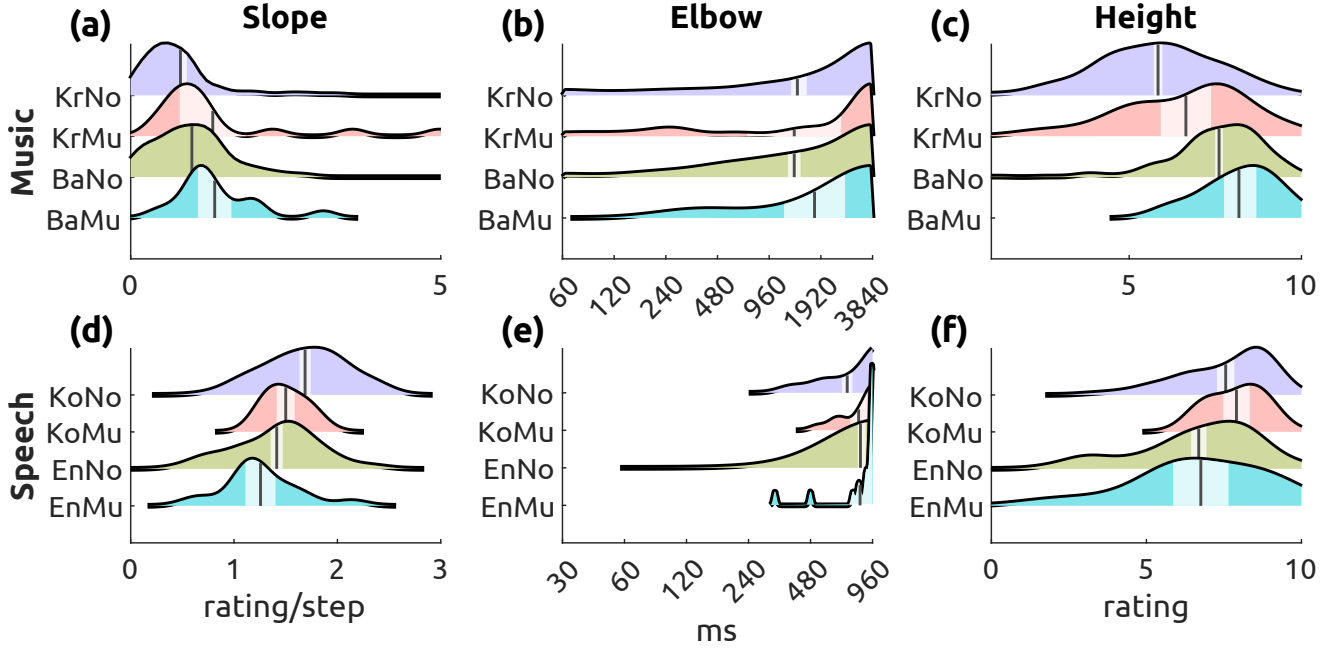 (a) Slope (b) Elbow (c) Height
Music
KrNo KrNo KrNo
KrMu KrMu KrMu
BaNo BaNo BaNo
BaMu BaMu BaMu
0 5 60 120 240 480 960 1920 3840 5 10
(d) (e) (f)
Speech
KoNo KoNo KoNo
KoMu KoMu KoMu
EnNo EnNo EnNo
EnMu EnMu EnMu
0 1 2 3 30 60 120 240 480 960 0 5 10
rating/step ms rating